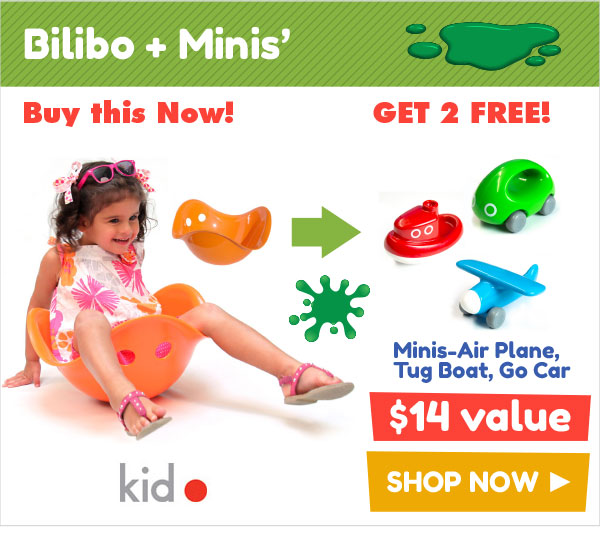 Bilibo + Minis’
Buy this Now!
GET 2 FREE!
Minis-Air Plane,
Tug Boat, Go Car
$14 value
SHOP NOW ►
kid